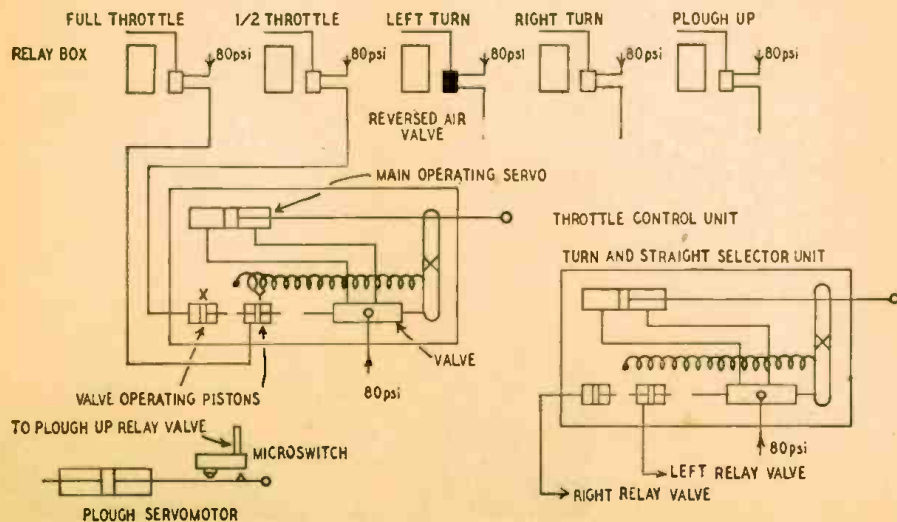 FULL THROTTLE
1/2 THROTTLE
LEFT TURN
RIGHT TURN
PLOUGH UP
RELAY BOX
80psi
80psi
80psi
80psi
80psi
REVERSED AIR
VALVE
MAIN OPERATING SERVO
THROTTLE CONTROL UNIT
TURN AND STRAIGHT SELECTOR UNIT
X
VALVE
VALVE OPERATING PISTONS
80psi
TO PLOUGH UP RELAY VALVE
MICROSWITCH
80psi
LEFT RELAY VALVE
RIGHT RELAY VALVE
PLOUGH SERVOMOTOR